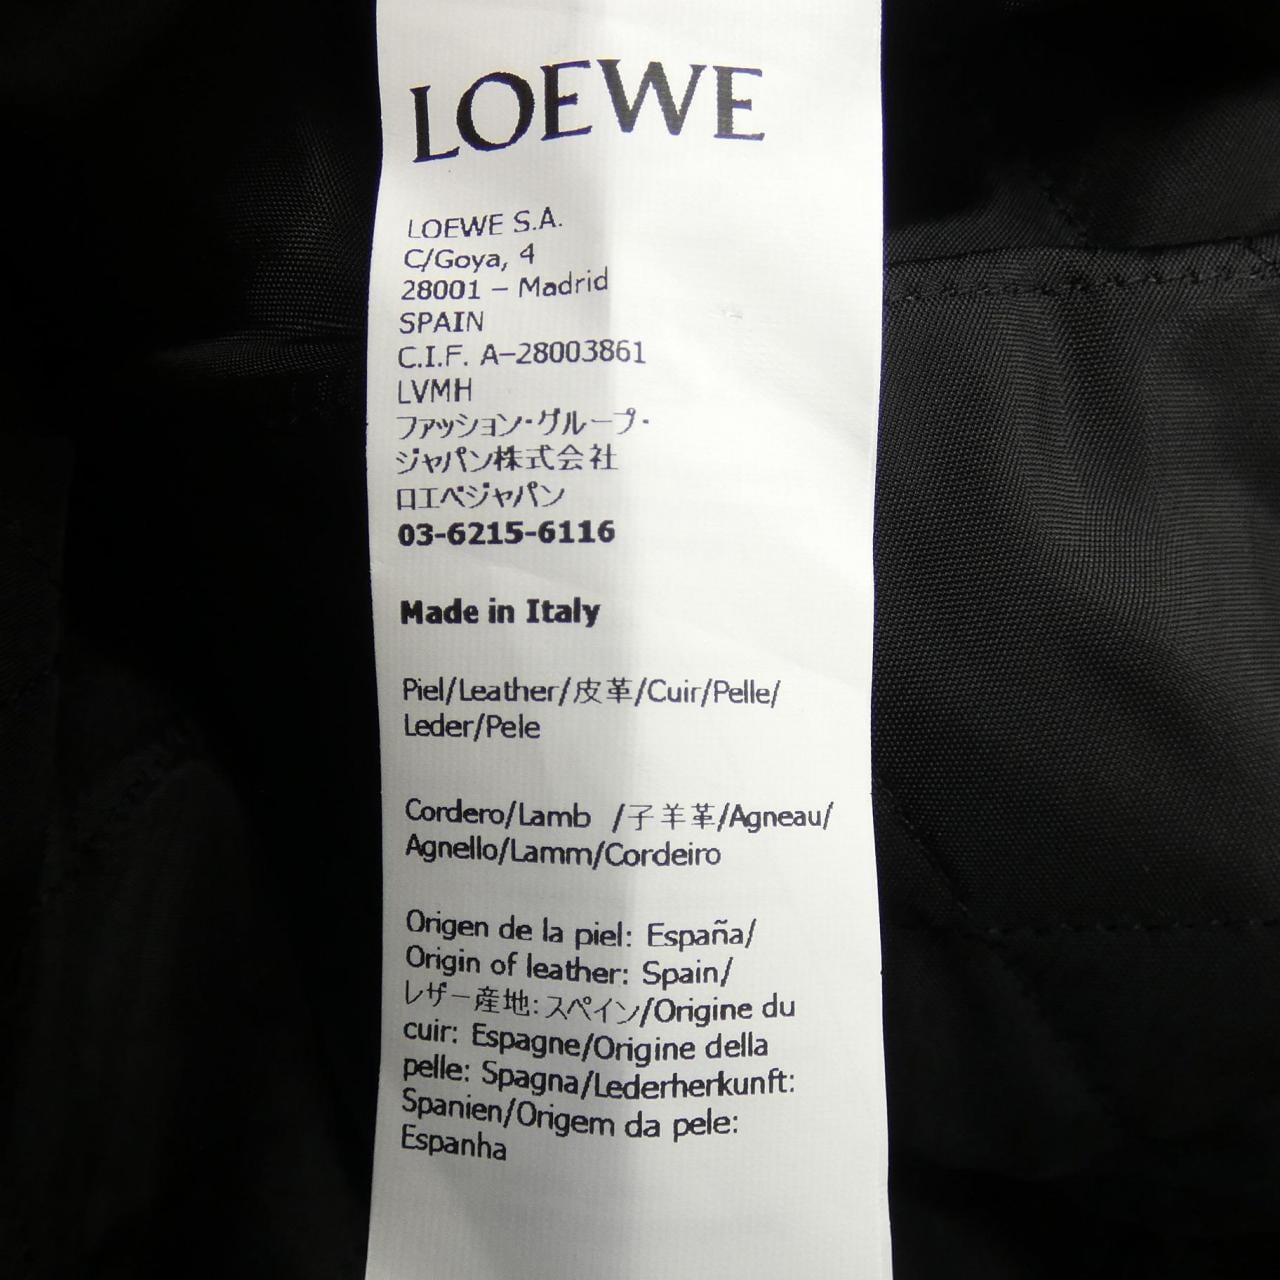 LOEWE
LOEWE S.A.
C/Goya, 4
28001 – Madrid
SPAIN
C.I.F. A–28003861
LVMH
ファッション・グループ・
ジャパン株式会社
ロエベジャパン
03-6215-6116
Made in Italy
Piel/Leather/皮革/Cuir/Pelle/
Leder/Pele
Cordero/Lamb /子羊革/Agneau/
Agnello/Lamm/Cordeiro
Origen de la piel: España/
Origin of leather: Spain/
レザー産地:スペイン/Origine du
cuir: Espagne/Origine della
pelle: Spagna/Lederherkunft:
Spanien/Origem da pele:
Espanha